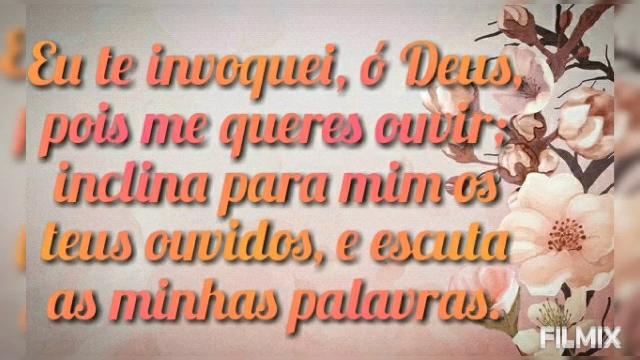 Eu te invoquei, ó Deus,
pois me queres ouvir;
inclina para mim os
teus ouvidos, e escuta
as minhas palavras.
FILMIX